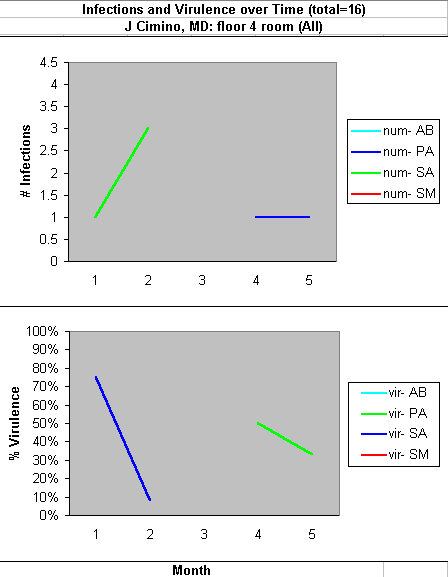 Infections and Virulence over Time (total=16)
J Cimino, MD: floor 4 room (All)
4.5
4
3.5
3
2.5
2
1.5
1
0.5
0
# Infections
1 2 3 4 5
num- AB
num- PA
num- SA
num- SM
100%
90%
80%
70%
60%
50%
40%
30%
20%
10%
0%
% Virulence
1 2 3 4 5
vir- AB
vir- PA
vir- SA
vir- SM
Month